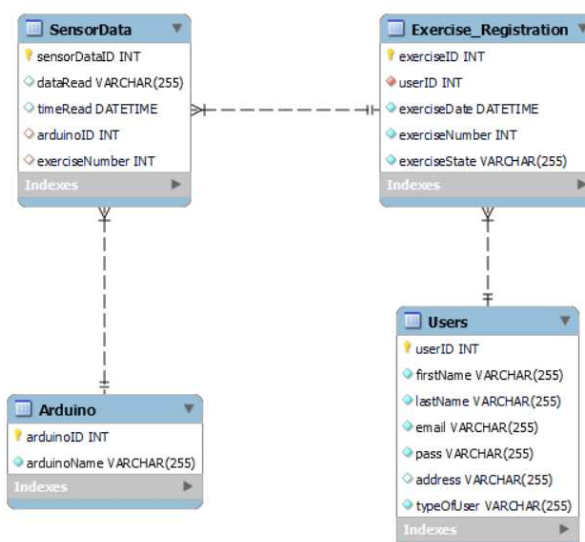 SensorData
sensorDataID INT
dataRead VARCHAR(255)
timeRead DATETIME
arduinoID INT
exerciseNumber INT
Indexes
Exercise_Registration
exerciseID INT
userID INT
exerciseDate DATETIME
exerciseNumber INT
exerciseState VARCHAR(255)
Indexes
Arduino
arduinoID INT
arduinoName VARCHAR(255)
Indexes
Users
userID INT
firstName VARCHAR(255)
lastName VARCHAR(255)
email VARCHAR(255)
pass VARCHAR(255)
address VARCHAR(255)
typeOfUser VARCHAR(255)
Indexes